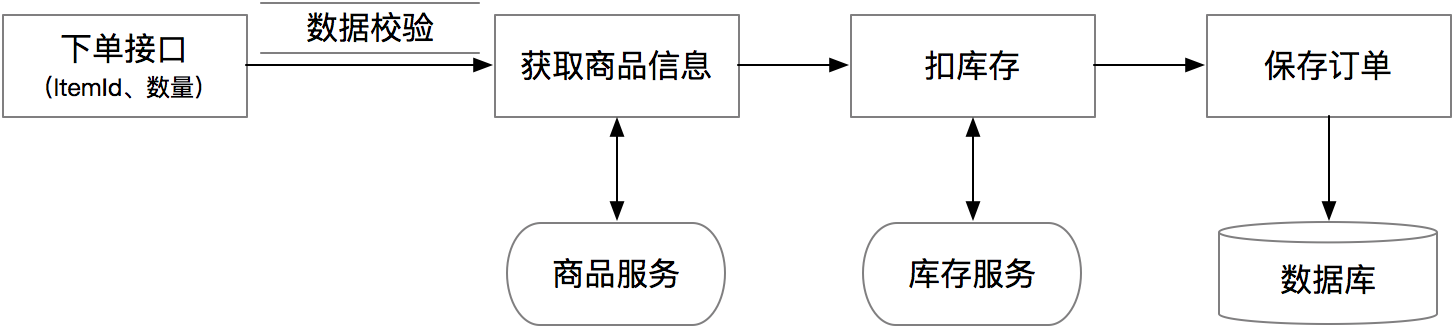 下单接口
（ItemId、数量）
数据校验
获取商品信息
扣库存
保存订单
商品服务
库存服务
数据库